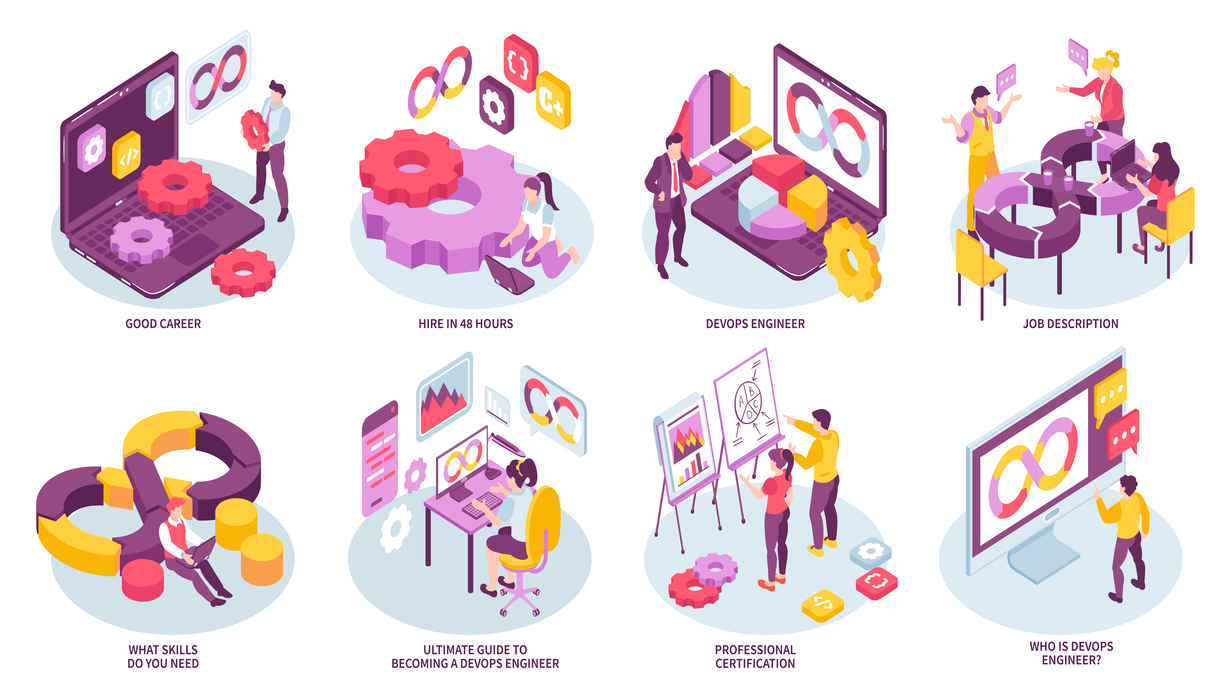 { }
</>
GOOD CAREER
{ }
C+
HIRE IN 48 HOURS
DEVOPS ENGINEER
JOB DESCRIPTION
WHAT SKILLS
DO YOU NEED
ULTIMATE GUIDE TO
BECOMING A DEVOPS ENGINEER
A B
C
D
{ }
</>
PROFESSIONAL
CERTIFICATION
WHO IS DEVOPS
ENGINEER?